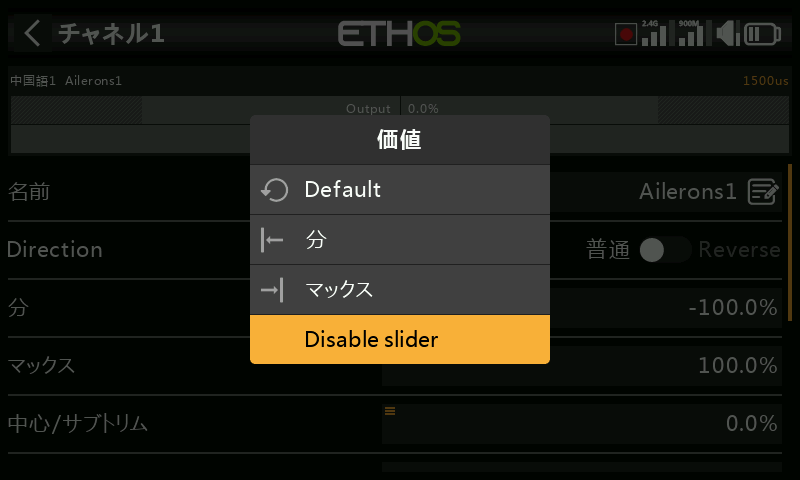 チャネル1
ETHOS
2.4G
900M
中国語1 Ailerons1
1500us
Output 0.0%
価値
Default
分
マックス
Disable slider
名前
Ailerons1
Direction
普通
Reverse
分
-100.0%
マックス
100.0%
中心/サブトリム
0.0%